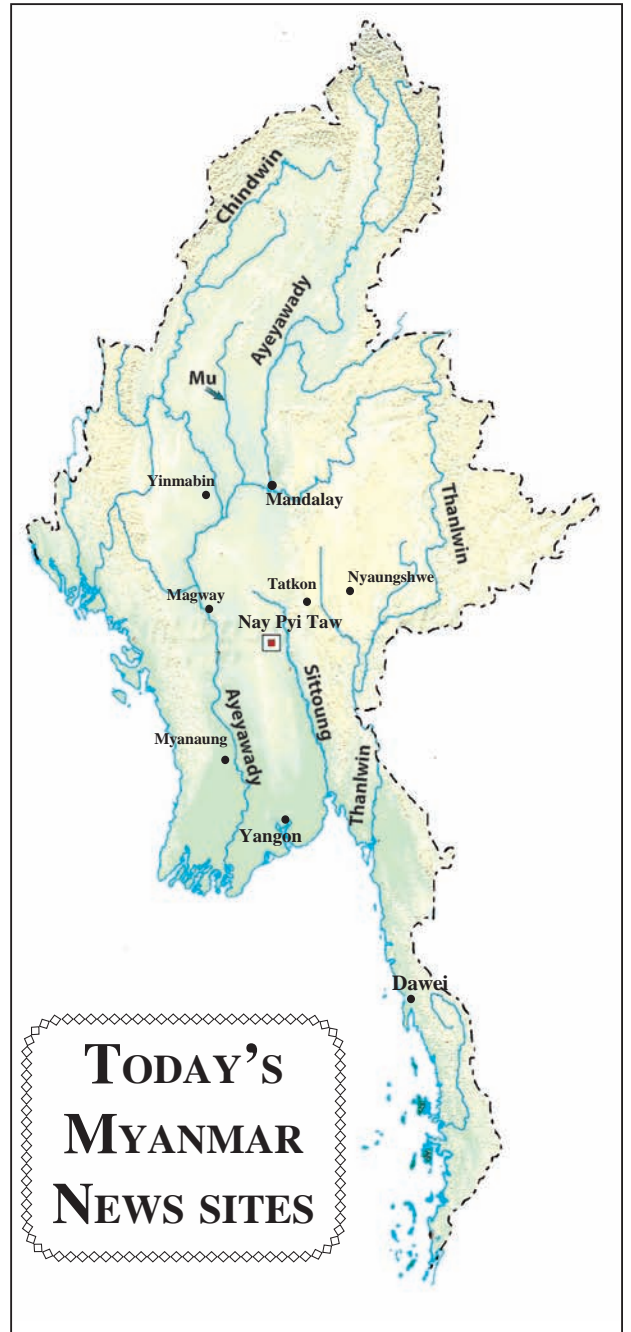 Chindwin
Ayeyawady
Mu
Yinmabin
Mandalay
Thanlwin
Nyaungshwe
Tatkon
Magway
Nay Pyi Taw
Sittoung
Ayeyawady
Myanaung
Thanlwin
Yangon
Dawei
TODAY'S
MYANMAR
NEWS SITES